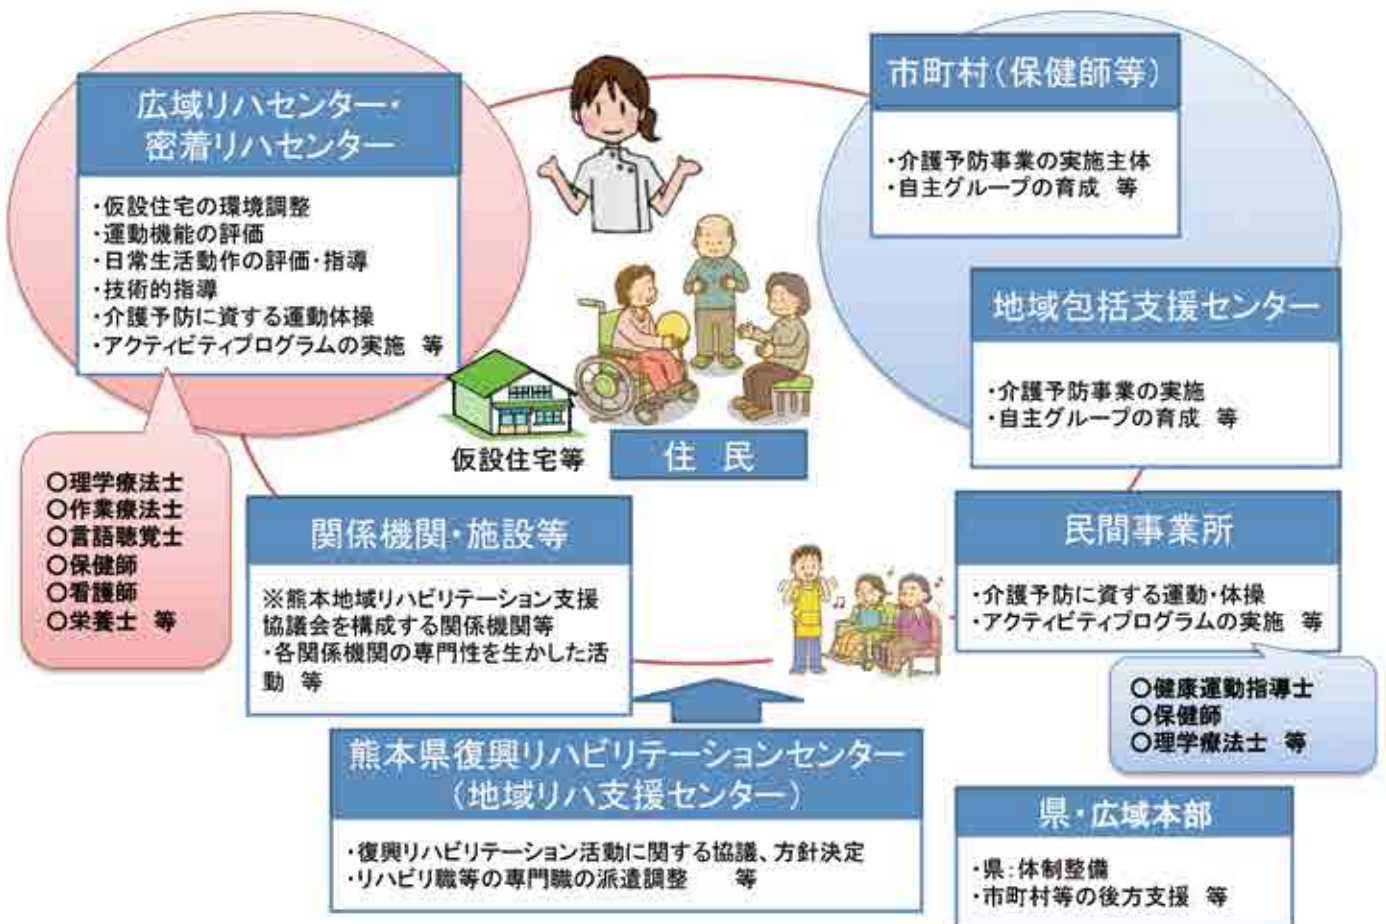 広域リハセンター・
密着リハセンター
・仮設住宅の環境調整
・運動機能の評価
・日常生活動作の評価・指導
・技術的指導
・介護予防に資する運動体操
・アクティビティプログラムの実施 等
〇理学療法士
〇作業療法士
〇言語聴覚士
〇保健師
〇看護師
〇栄養士 等
市町村(保健師等)
・介護予防事業の実施主体
・自主グループの育成 等
地域包括支援センター
・介護予防事業の実施
・自主グループの育成 等
仮設住宅等
住 民
関係機関・施設等
※熊本地域リハビリテーション支援
協議会を構成する関係機関等
・各関係機関の専門性を生かした活
動 等
民間事業所
・介護予防に資する運動・体操
・アクティビティプログラムの実施 等
〇健康運動指導士
〇保健師
〇理学療法士 等
熊本県復興リハビリテーションセンター
(地域リハ支援センター)
・復興リハビリテーション活動に関する協議、方針決定
・リハビリ職等の専門職の派遣調整 等
県・広域本部
・県:体制整備
・市町村等の後方支援 等